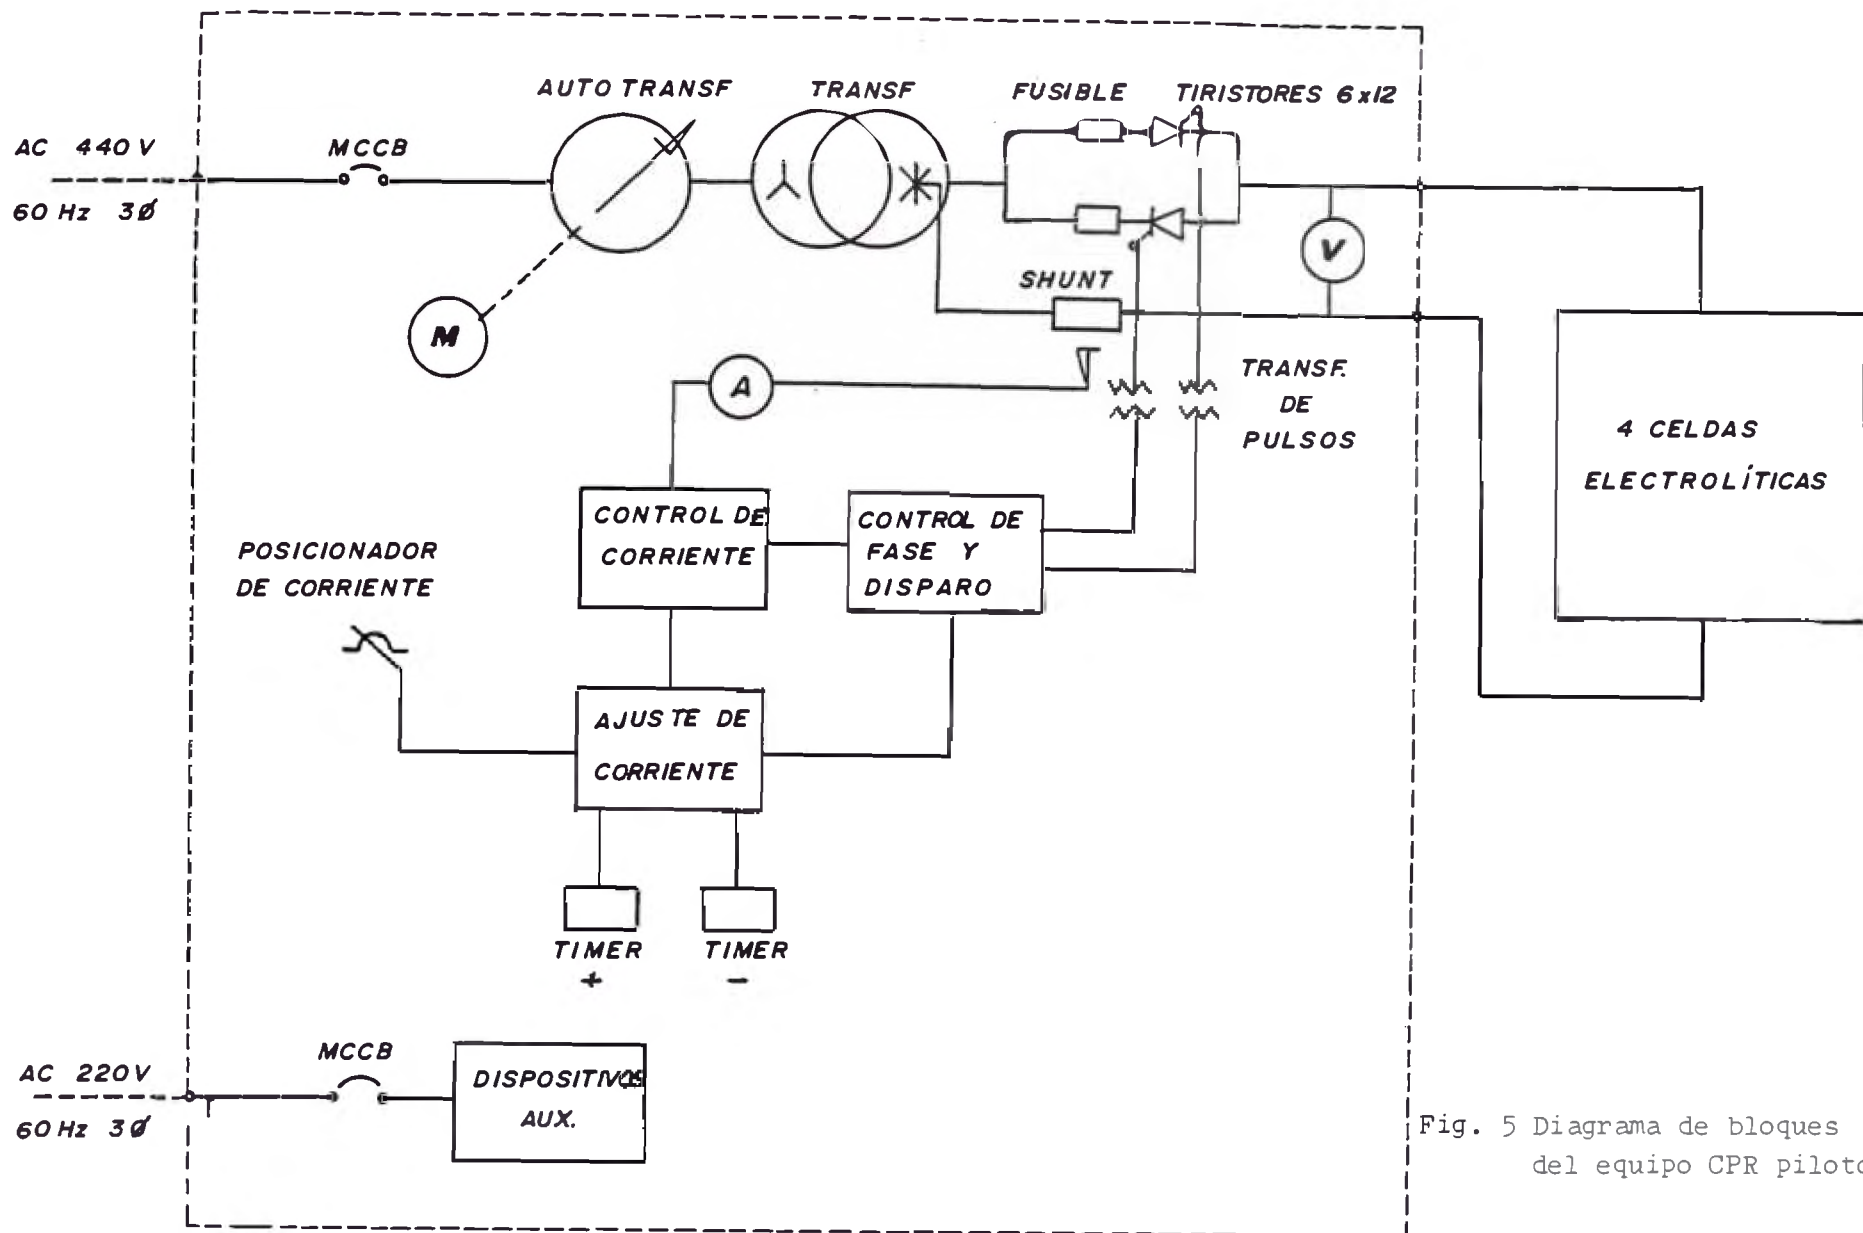 AUTO TRANSF
TRANSF
FUSIBLE
TIRISTORES 6x12
AC 440 V
60 Hz 3Ø
MCCB
M
SHUNT
V
A
TRANSF.
DE
PULSOS
4 CELDAS
ELECTROLÍTICAS
CONTROL DE
CORRIENTE
CONTROL DE
FASE Y
DISPARO
POSICIONADOR
DE CORRIENTE
AJUSTE DE
CORRIENTE
TIMER
+
TIMER
-
AC 220V
60 Hz 3Ø
MCCB
DISPOSITIVOS
AUX.
Fig. 5 Diagrama de bloques
del equipo CPR piloto